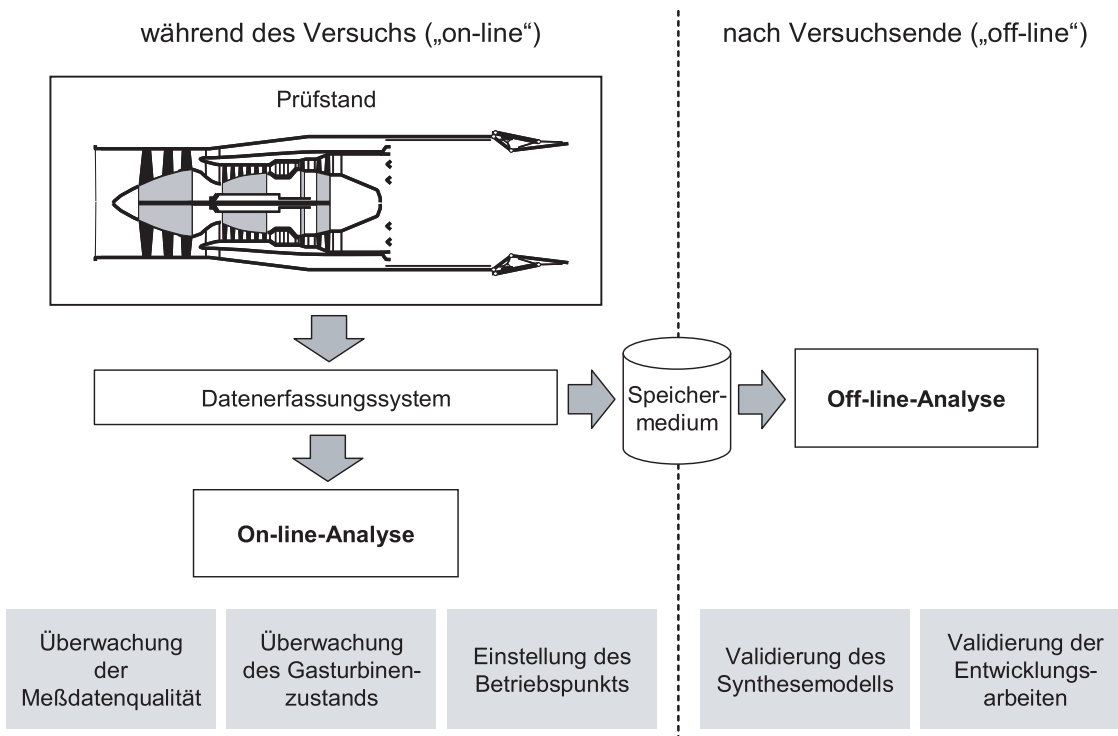 während des Versuchs („on-line“)
nach Versuchsende („off-line“)
Prüfstand
Datenerfassungssystem
Speicher-
medium
Off-line-Analyse
On-line-Analyse
Überwachung
der
Meßdatenqualität
Überwachung
des Gasturbinen-
zustands
Einstellung des
Betriebspunkts
Validierung des
Synthesemodells
Validierung der
Entwicklungs-
arbeiten